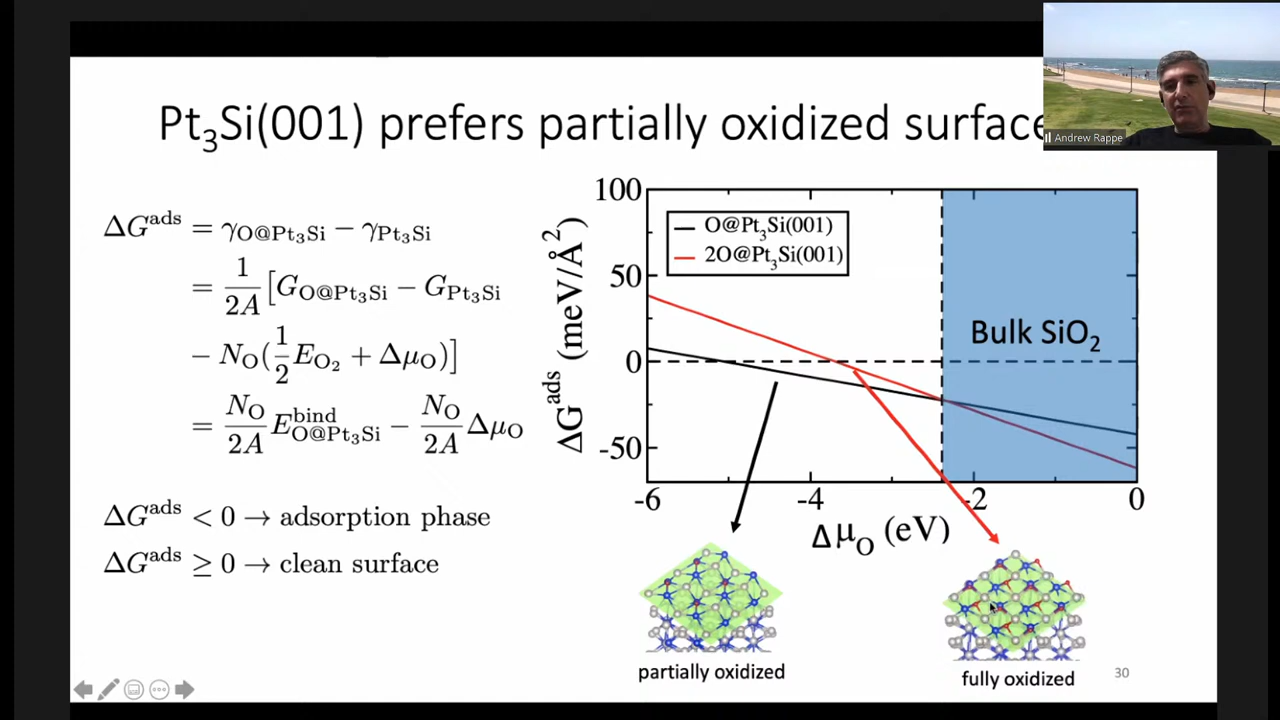 Pt₃Si(001) prefers partially oxidized surface
Andrew Rappe
ΔG^ads = γ_O@Pt₃Si − γ_Pt₃Si
= 1/2A [G_O@Pt₃Si − G_Pt₃Si
− N_O(1/2 E_O₂ + Δμ_O)]
= N_O/2A E^bind_O@Pt₃Si − N_O/2A Δμ_O
ΔG^ads < 0 → adsorption phase
ΔG^ads ≥ 0 → clean surface
ΔG^ads (meV/Å²)
100
50
0
-50
O@Pt₃Si(001)
2O@Pt₃Si(001)
Bulk SiO₂
-6
-4
-2
0
Δμ_O (eV)
partially oxidized
fully oxidized
30